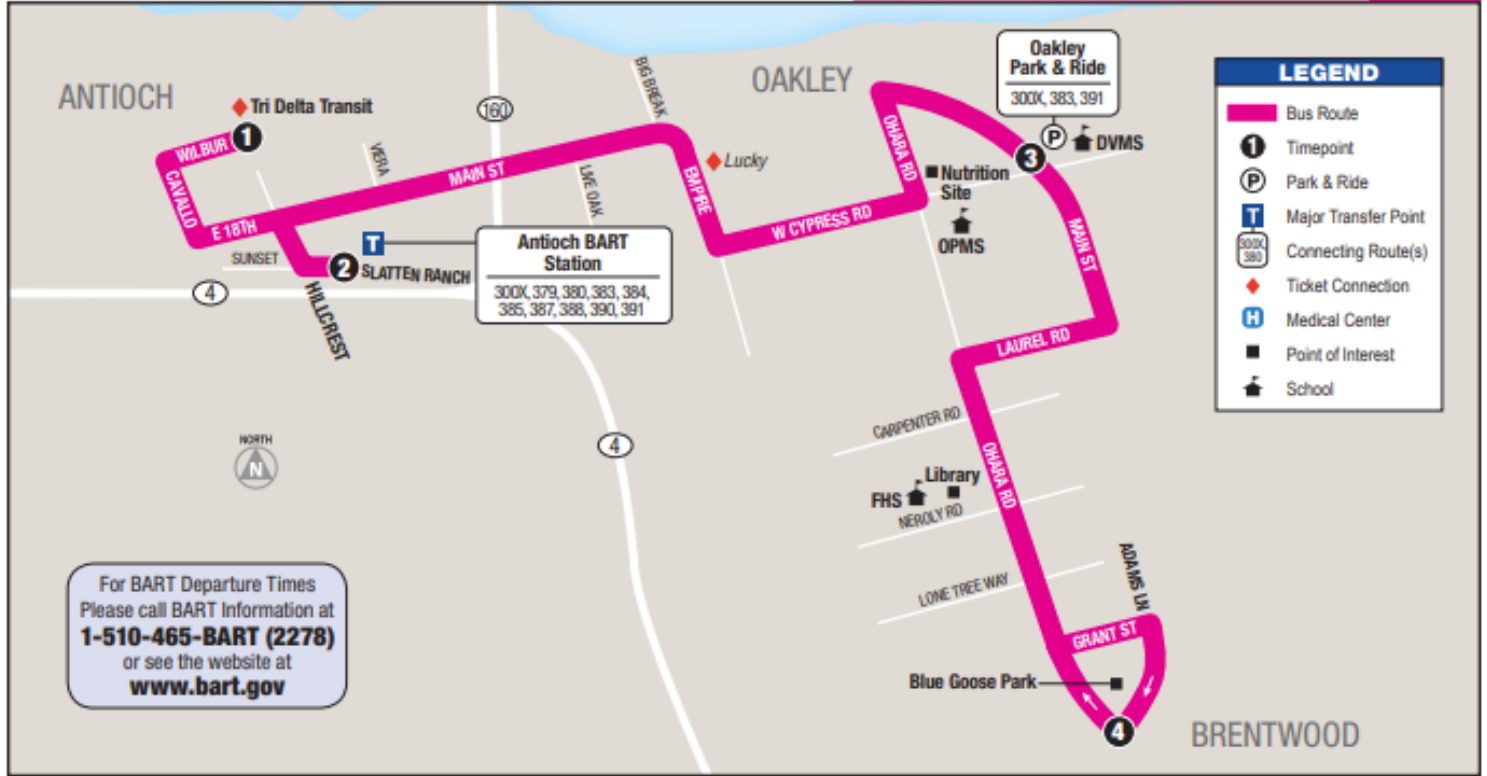 ANTIOCH
Tri Delta Transit
1
WILBUR
CAVALLO
E 18TH
SUNSET
2
T
SLATTEN RANCH
HILLCREST
4
VERA
MAIN ST
160
LIVE OAK
BIG BREAK
Antioch BART
Station
300X, 379, 380, 383, 384,
385, 387, 388, 390, 391
4
EMPIRE
Lucky
W CYPRESS RD
OAKLEY
OHARA RD
Nutrition
Site
OPMS
Oakley
Park & Ride
300X, 383, 391
P
DVMS
3
MAIN ST
LAUREL RD
CARPENTER RD
OHARA RD
Library
FHS
NEROLY RD
LONE TREE WAY
ADAMS LN
GRANT ST
Blue Goose Park
4
BRENTWOOD
NORTH
N
For BART Departure Times
Please call BART Information at
1-510-465-BART (2278)
or see the website at
www.bart.gov
LEGEND
Bus Route
1 Timepoint
P Park & Ride
T Major Transfer Point
300X
380
Connecting Route(s)
Ticket Connection
H Medical Center
Point of Interest
School